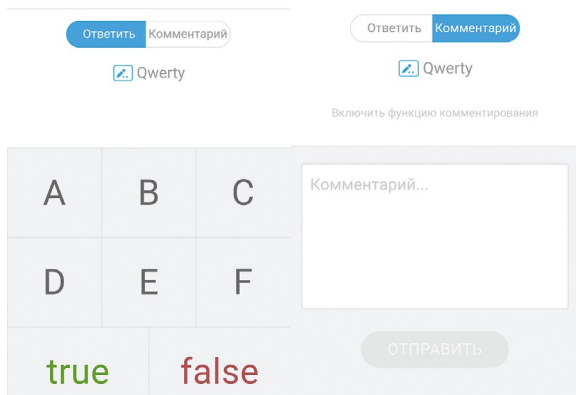 Ответить Комментарий
Qwerty
A B C
D E F
true false
Ответить Комментарий
Qwerty
Включить функцию комментирования
Комментарий...
ОТПРАВИТЬ